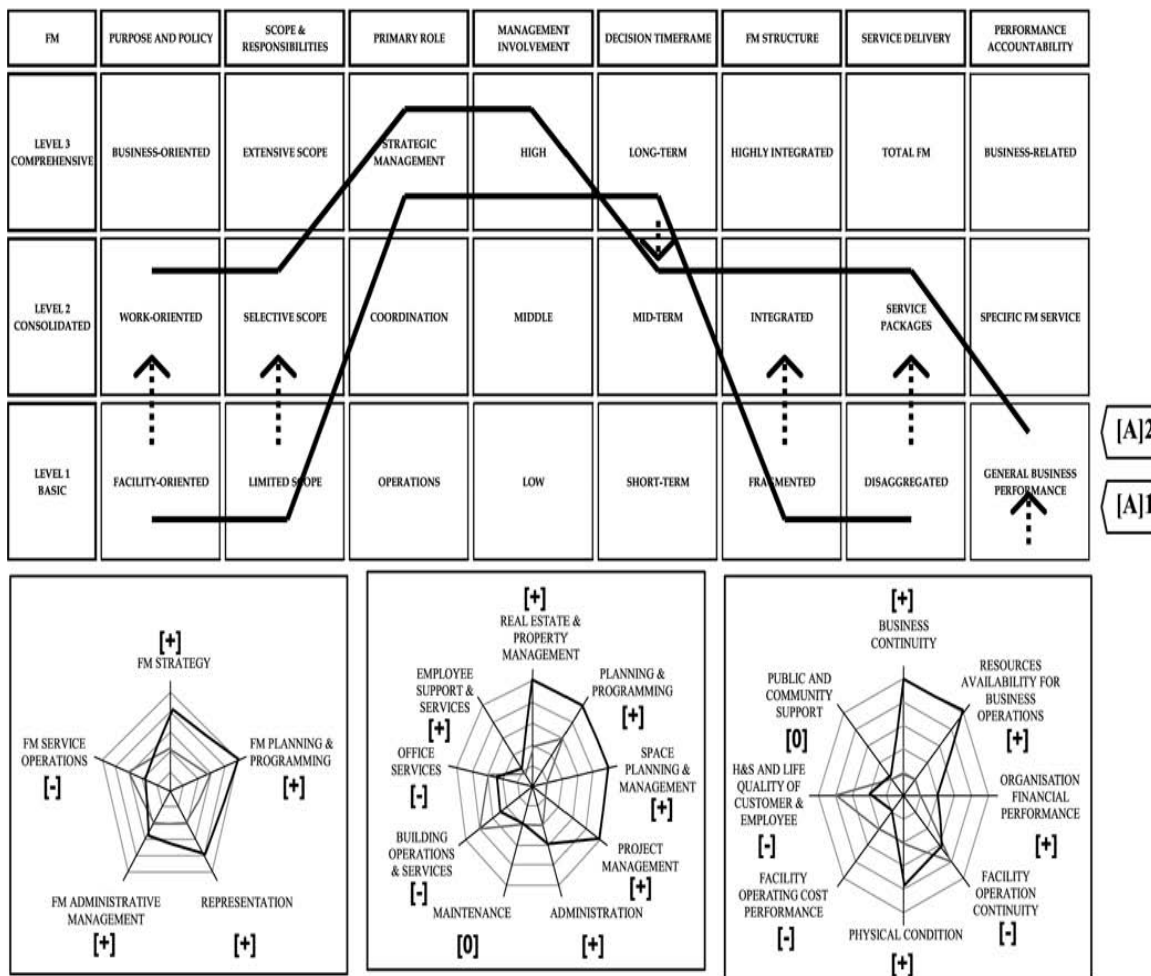 FM
PURPOSE AND POLICY
SCOPE &
RESPONSIBILITIES
PRIMARY ROLE
MANAGEMENT
INVOLVEMENT
DECISION TIMEFRAME
FM STRUCTURE
SERVICE DELIVERY
PERFORMANCE
ACCOUNTABILITY
LEVEL 3
COMPREHENSIVE
BUSINESS-ORIENTED
EXTENSIVE SCOPE
STRATEGIC
MANAGEMENT
HIGH
LONG-TERM
HIGHLY INTEGRATED
TOTAL FM
BUSINESS-RELATED
LEVEL 2
CONSOLIDATED
WORK-ORIENTED
SELECTIVE SCOPE
COORDINATION
MIDDLE
MID-TERM
INTEGRATED
SERVICE
PACKAGES
SPECIFIC FM SERVICE
LEVEL 1
BASIC
FACILITY-ORIENTED
LIMITED SCOPE
OPERATIONS
LOW
SHORT-TERM
FRAGMENTED
DISAGGREGATED
GENERAL BUSINESS
PERFORMANCE
[A]2
[A]1
[+]
FM STRATEGY
FM SERVICE
OPERATIONS
[-]
FM PLANNING &
PROGRAMMING
[+]
FM ADMINISTRATIVE
MANAGEMENT
[+]
REPRESENTATION
[+]
[+]
REAL ESTATE &
PROPERTY
MANAGEMENT
EMPLOYEE
SUPPORT &
SERVICES
[+]
PLANNING &
PROGRAMMING
[+]
OFFICE
SERVICES
[-]
SPACE
PLANNING &
MANAGEMENT
[+]
BUILDING
OPERATIONS
& SERVICES
[-]
PROJECT
MANAGEMENT
[+]
MAINTENANCE
[0]
ADMINISTRATION
[+]
[+]
BUSINESS
CONTINUITY
PUBLIC AND
COMMUNITY
SUPPORT
[0]
RESOURCES
AVAILABILITY FOR
BUSINESS
OPERATIONS
[+]
H&S AND LIFE
QUALITY OF
CUSTOMER &
EMPLOYEE
[-]
ORGANISATION
FINANCIAL
PERFORMANCE
[+]
FACILITY
OPERATING COST
PERFORMANCE
[-]
FACILITY
OPERATION
CONTINUITY
[-]
PHYSICAL CONDITION
[+]